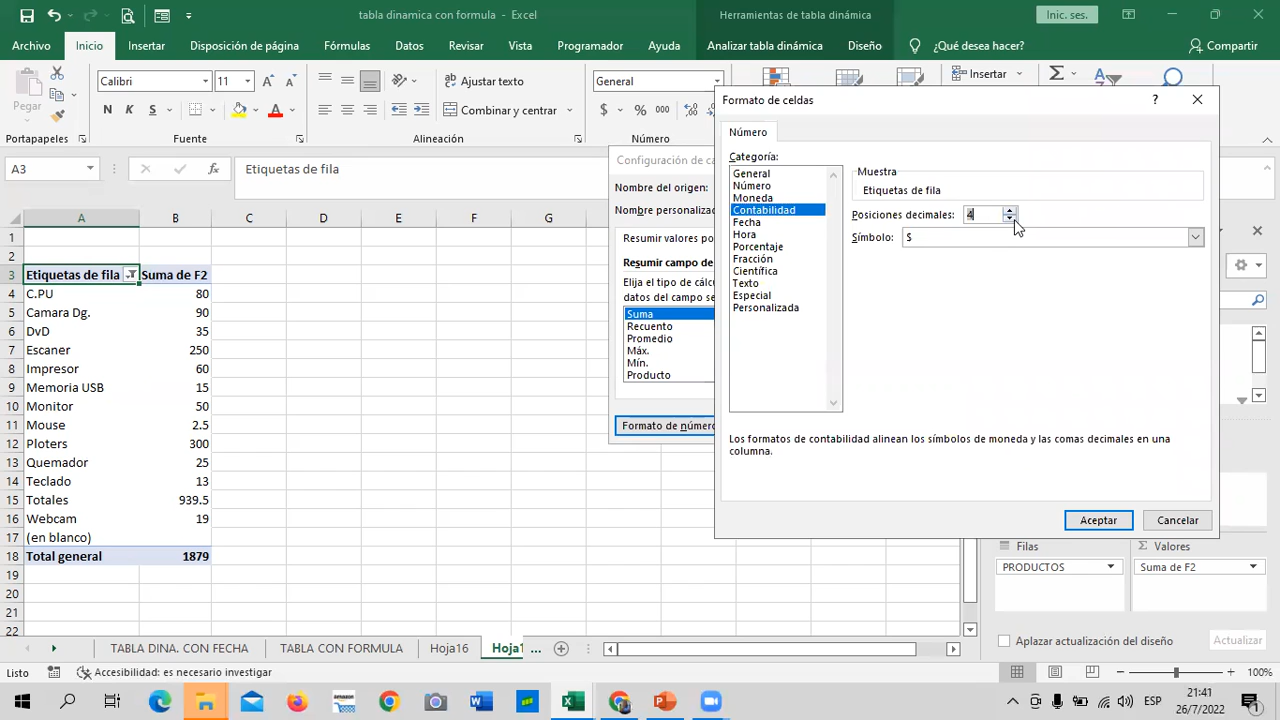 tabla dinamica con formula - Excel
Herramientas de tabla dinámica
Inic. ses.
Archivo Inicio Insertar Disposición de página Fórmulas Datos Revisar Vista Programador Ayuda Analizar tabla dinámica Diseño ¿Qué desea hacer? Compartir
Pegar
Calibri 11
N K S
Ajustar texto
Combinar y centrar
General
$ % 000
Insertar
Portapapeles Fuente Alineación Número
A3 Etiquetas de fila
A B C D E F G
1
2
3 Etiquetas de fila Suma de F2
4 C.PU 80
5 Camara Dg. 90
6 DvD 35
7 Escaner 250
8 Impresor 60
9 Memoria USB 15
10 Monitor 50
11 Mouse 2.5
12 Ploters 300
13 Quemador 25
14 Teclado 13
15 Totales 939.5
16 Webcam 19
17 (en blanco)
18 Total general 1879
19
20
21
22
Nombre del origen:
Nombre personaliza
Resumir valores po
Resumir campo de
Elija el tipo de cálc
datos del campo se
Suma
Recuento
Promedio
Máx.
Mín.
Producto
Formato de número
Formato de celdas ?
Número
Categoría:
General
Número
Moneda
Contabilidad
Fecha
Hora
Porcentaje
Fracción
Científica
Texto
Especial
Personalizada
Muestra
Etiquetas de fila
Posiciones decimales: 4
Símbolo: $
Los formatos de contabilidad alinean los símbolos de moneda y las comas decimales en una
columna.
Aceptar Cancelar
Filas Σ Valores
PRODUCTOS Suma de F2
Aplazar actualización del diseño Actualizar
TABLA DINA. CON FECHA TABLA CON FORMULA Hoja16 Hoja1 ...
Listo Accesibilidad: es necesario investigar 100%
amazon
ESP
21:41
26/7/2022
1